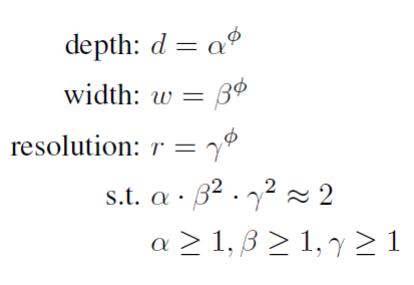 depth: d = α^ϕ
width: w = β^ϕ
resolution: r = γ^ϕ
s.t. α · β² · γ² ≈ 2
α ≥ 1, β ≥ 1, γ ≥ 1